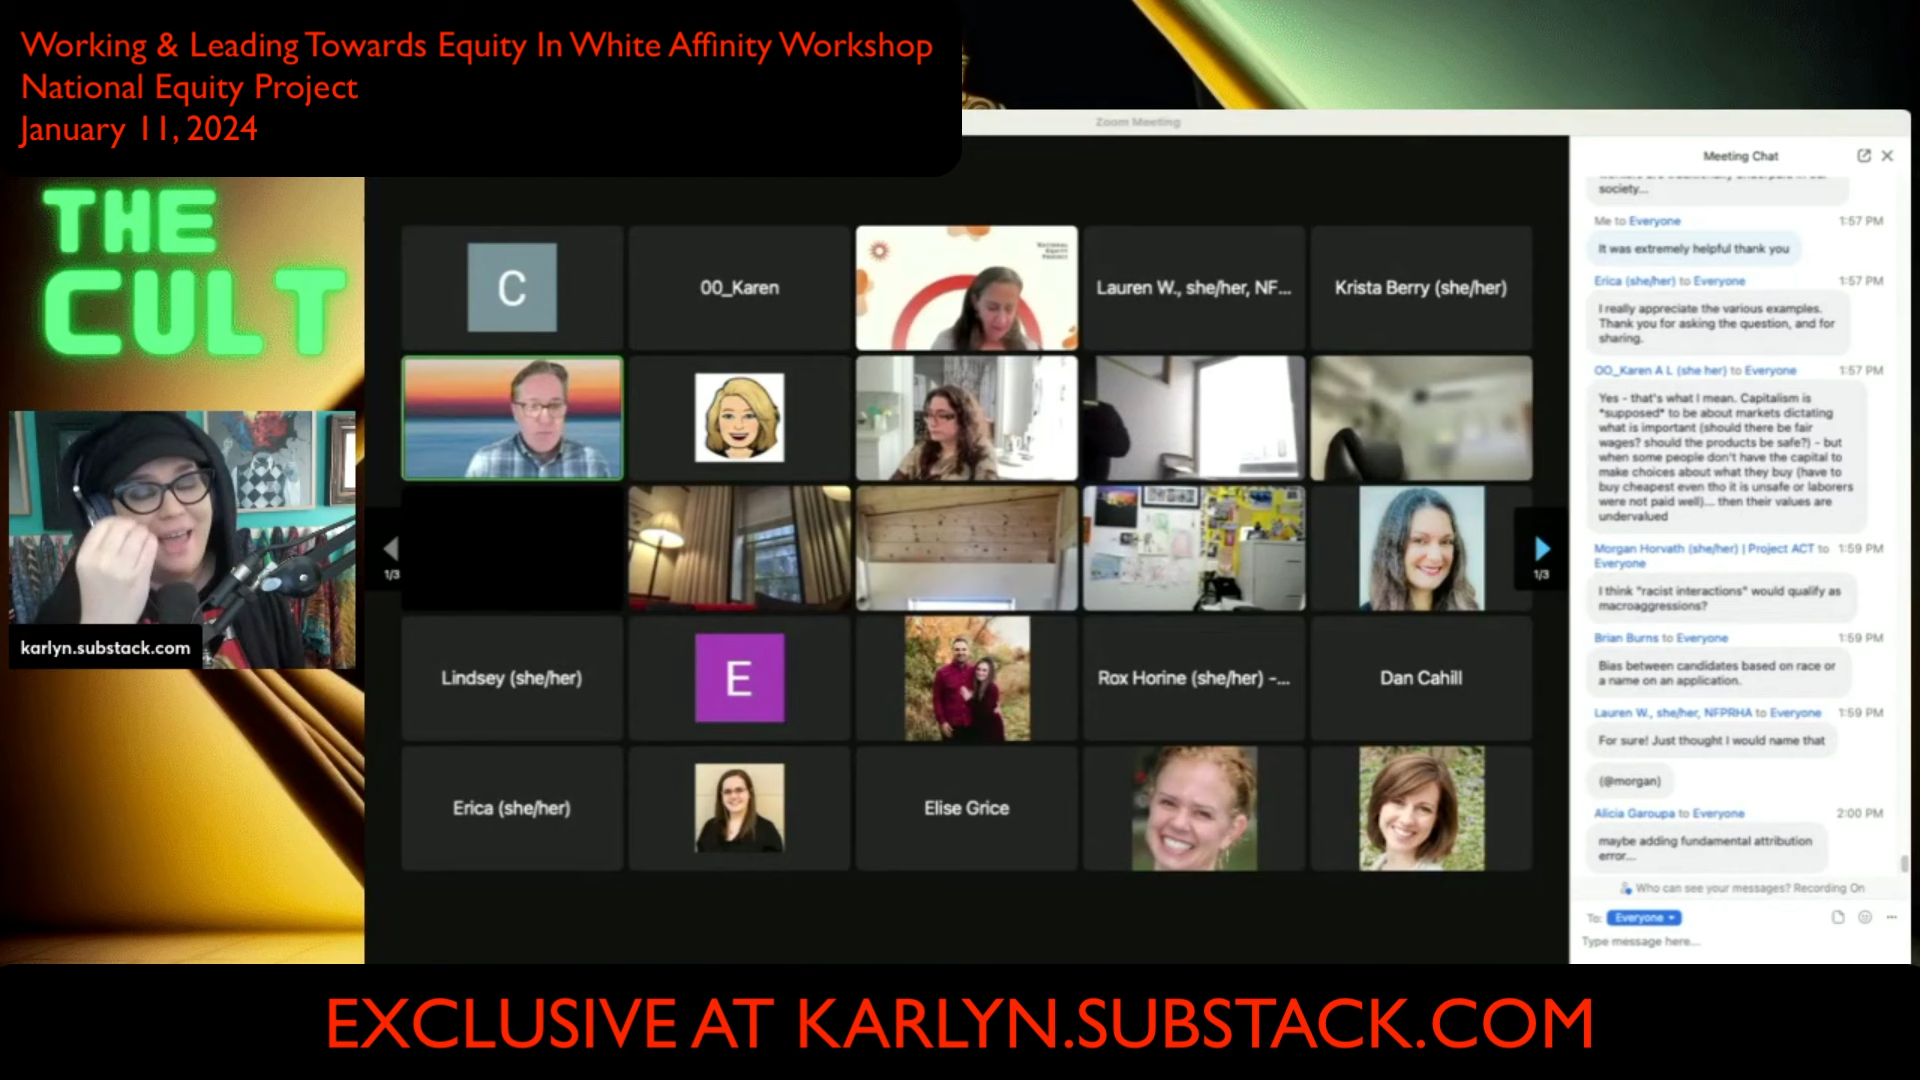 Working & Leading Towards Equity In White Affinity Workshop
National Equity Project
January 11, 2024
THE
CULT
karlyn.substack.com
Zoom Meeting
C
00_Karen
NATIONAL
EQUITY
PROJECT
Lauren W., she/her, NF...
Krista Berry (she/her)
1/3
1/3
Lindsey (she/her)
E
Rox Horine (she/her) -...
Dan Cahill
Erica (she/her)
Elise Grice
Meeting Chat
society...
Me to Everyone 1:57 PM
It was extremely helpful thank you
Erica (she/her) to Everyone 1:57 PM
I really appreciate the various examples.
Thank you for asking the question, and for
sharing.
OO_Karen A L (she her) to Everyone 1:57 PM
Yes - that's what I mean. Capitalism is
*supposed* to be about markets dictating
what is important (should there be fair
wages? should the products be safe?) - but
when some people don't have the capital to
make choices about what they buy (have to
buy cheapest even tho it is unsafe or laborers
were not paid well)... then their values are
undervalued
Morgan Horvath (she/her) | Project ACT to 1:59 PM
Everyone
I think "racist interactions" would qualify as
macroaggressions?
Brian Burns to Everyone 1:59 PM
Bias between candidates based on race or
a name on an application.
Lauren W., she/her, NFPRHA to Everyone 1:59 PM
For sure! Just thought I would name that
(@morgan)
Alicia Garoupa to Everyone 2:00 PM
maybe adding fundamental attribution
error...
Who can see your messages? Recording On
To: Everyone
Type message here...
EXCLUSIVE AT KARLYN.SUBSTACK.COM